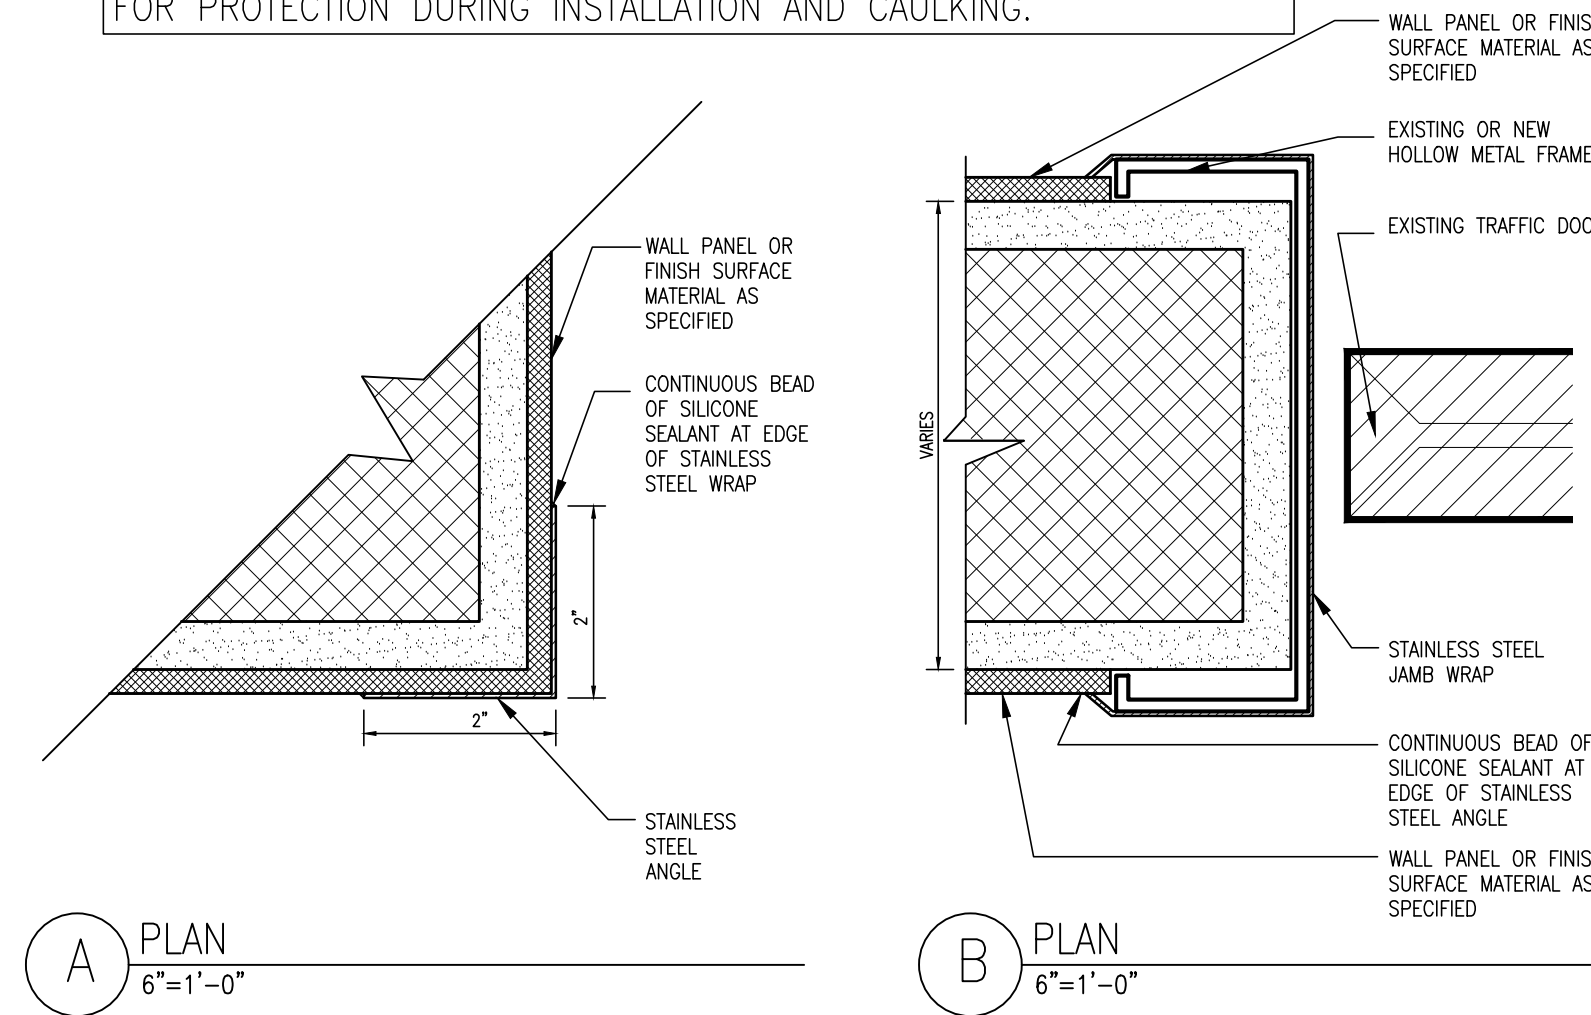 FOR PROTECTION DURING INSTALLATION AND CAULKING.
WALL PANEL OR
FINISH SURFACE
MATERIAL AS
SPECIFIED
CONTINUOUS BEAD
OF SILICONE
SEALANT AT EDGE
OF STAINLESS
STEEL WRAP
2"
2"
STAINLESS
STEEL
ANGLE
A
PLAN
6"=1'-0"
WALL PANEL OR FINIS
SURFACE MATERIAL AS
SPECIFIED
EXISTING OR NEW
HOLLOW METAL FRAME
EXISTING TRAFFIC DOO
VARIES
STAINLESS STEEL
JAMB WRAP
CONTINUOUS BEAD OF
SILICONE SEALANT AT
EDGE OF STAINLESS
STEEL ANGLE
WALL PANEL OR FINIS
SURFACE MATERIAL AS
SPECIFIED
B
PLAN
6"=1'-0"